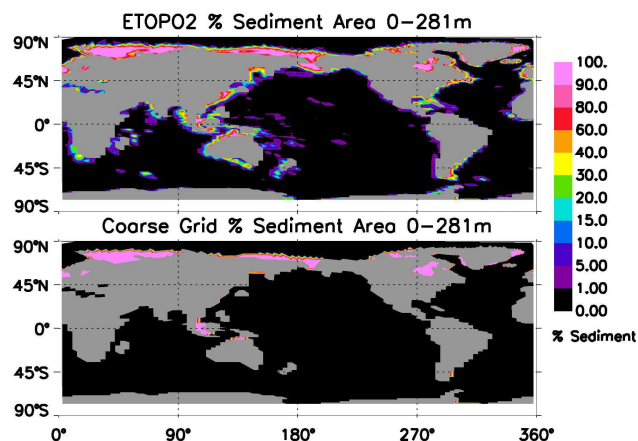 ETOPO2 % Sediment Area 0-281m
90°N
45°N
0°
45°S
90°S
Coarse Grid % Sediment Area 0-281m
90°N
45°N
0°
45°S
90°S
0°
90°
180°
270°
360°
100.
90.0
80.0
60.0
40.0
30.0
20.0
15.0
10.0
5.00
1.00
0.00
% Sediment